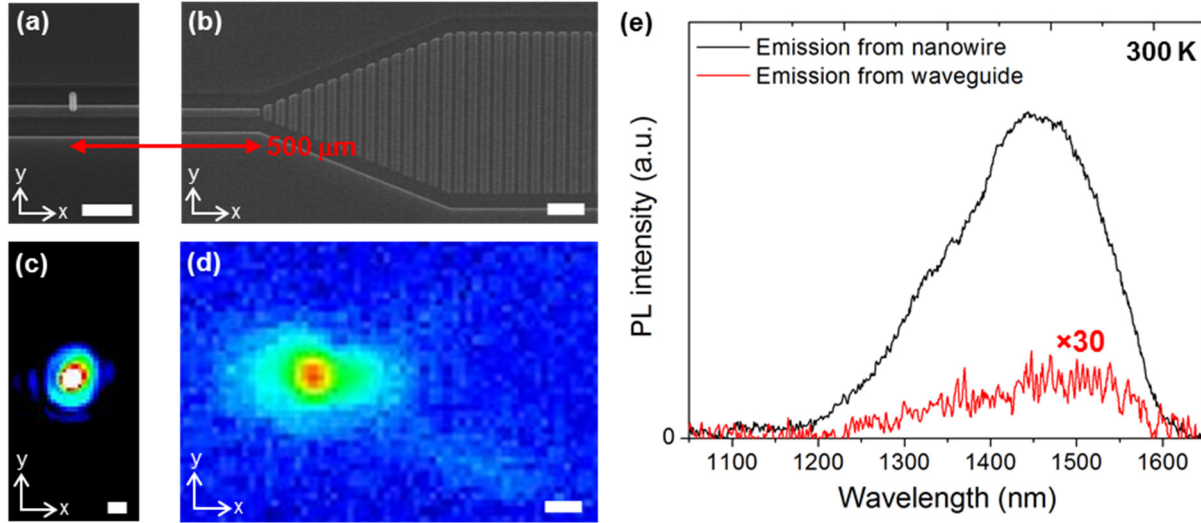 (a)
y
x
(b)
500 µm
y
x
(c)
y
x
(d)
y
x
(e)
Emission from nanowire
Emission from waveguide
300 K
×30
PL intensity (a.u.)
0
1100 1200 1300 1400 1500 1600
Wavelength (nm)